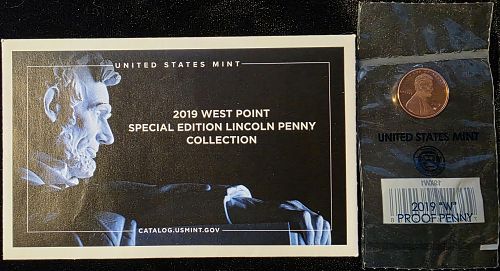 UNITED STATES MINT
2019 WEST POINT
SPECIAL EDITION LINCOLN PENNY
COLLECTION
CATALOG.USMINT.GOV
UNITED STATES MINT
2019 "W"
PROOF PENNY